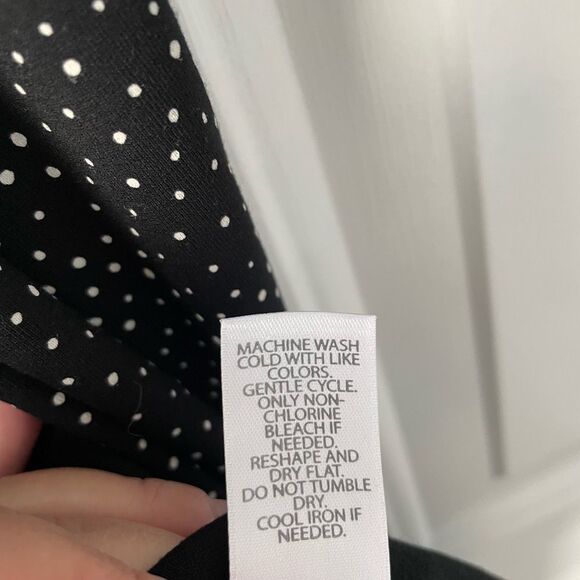 MACHINE WASH
COLD WITH LIKE
COLORS.
GENTLE CYCLE.
ONLY NON-
CHLORINE
BLEACH IF
NEEDED.
RESHAPE AND
DRY FLAT.
DO NOT TUMBLE
DRY.
COOL IRON IF
NEEDED.